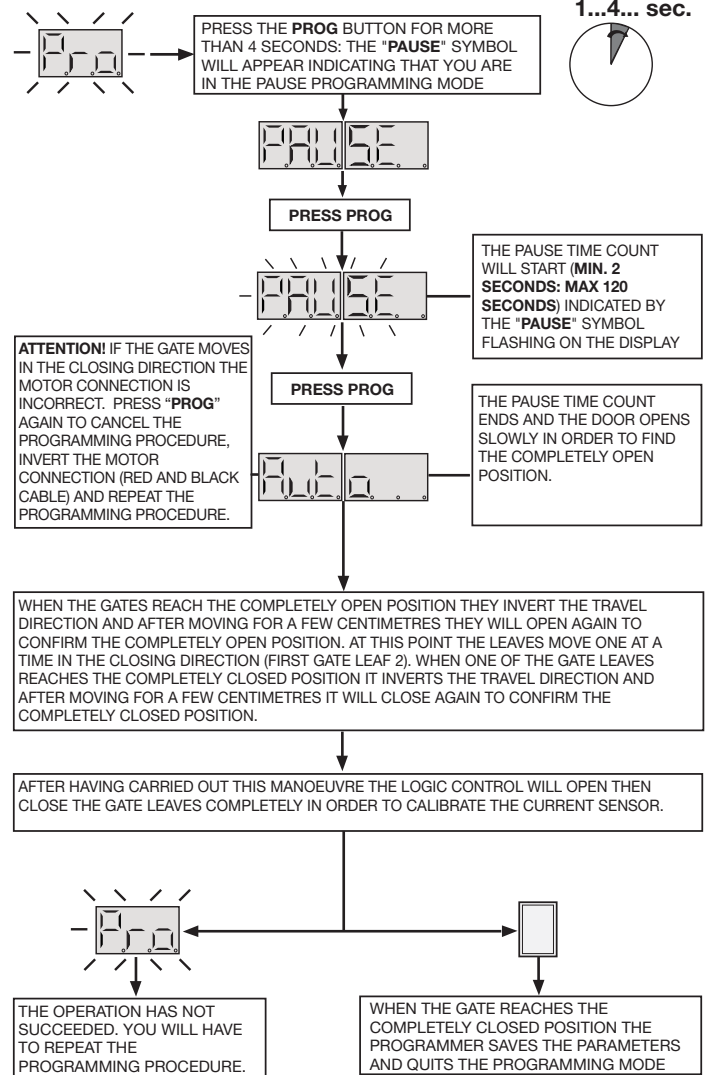 1...4... sec.
Pro
PRESS THE PROG BUTTON FOR MORE
THAN 4 SECONDS: THE "PAUSE" SYMBOL
WILL APPEAR INDICATING THAT YOU ARE
IN THE PAUSE PROGRAMMING MODE
PAUSE
PRESS PROG
PAUSE
THE PAUSE TIME COUNT
WILL START (MIN. 2
SECONDS: MAX 120
SECONDS) INDICATED BY
THE "PAUSE" SYMBOL
FLASHING ON THE DISPLAY
ATTENTION! IF THE GATE MOVES
IN THE CLOSING DIRECTION THE
MOTOR CONNECTION IS
INCORRECT. PRESS “PROG”
AGAIN TO CANCEL THE
PROGRAMMING PROCEDURE,
INVERT THE MOTOR
CONNECTION (RED AND BLACK
CABLE) AND REPEAT THE
PROGRAMMING PROCEDURE.
PRESS PROG
Auto
THE PAUSE TIME COUNT
ENDS AND THE DOOR OPENS
SLOWLY IN ORDER TO FIND
THE COMPLETELY OPEN
POSITION.
WHEN THE GATES REACH THE COMPLETELY OPEN POSITION THEY INVERT THE TRAVEL
DIRECTION AND AFTER MOVING FOR A FEW CENTIMETRES THEY WILL OPEN AGAIN TO
CONFIRM THE COMPLETELY OPEN POSITION. AT THIS POINT THE LEAVES MOVE ONE AT A
TIME IN THE CLOSING DIRECTION (FIRST GATE LEAF 2). WHEN ONE OF THE GATE LEAVES
REACHES THE COMPLETELY CLOSED POSITION IT INVERTS THE TRAVEL DIRECTION AND
AFTER MOVING FOR A FEW CENTIMETRES IT WILL CLOSE AGAIN TO CONFIRM THE
COMPLETELY CLOSED POSITION.
AFTER HAVING CARRIED OUT THIS MANOEUVRE THE LOGIC CONTROL WILL OPEN THEN
CLOSE THE GATE LEAVES COMPLETELY IN ORDER TO CALIBRATE THE CURRENT SENSOR.
Pro
THE OPERATION HAS NOT
SUCCEEDED. YOU WILL HAVE
TO REPEAT THE
PROGRAMMING PROCEDURE.
WHEN THE GATE REACHES THE
COMPLETELY CLOSED POSITION THE
PROGRAMMER SAVES THE PARAMETERS
AND QUITS THE PROGRAMMING MODE